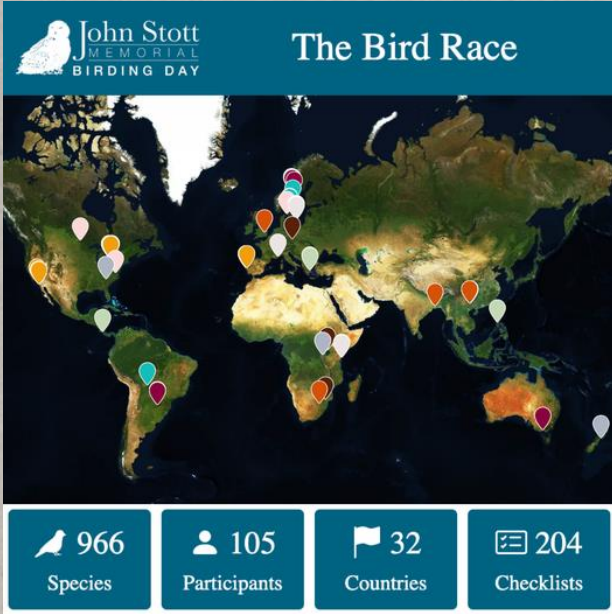 John Stott
MEMORIAL
BIRDING DAY
The Bird Race
966
Species
105
Participants
32
Countries
204
Checklists